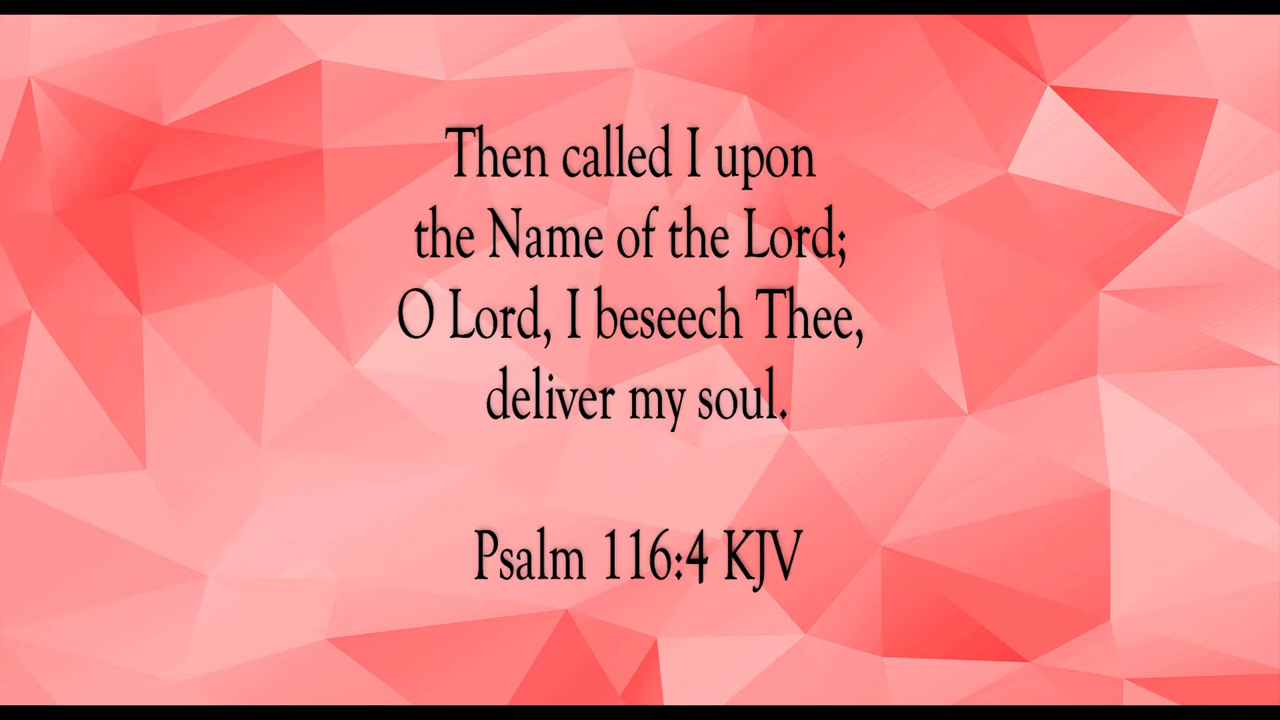 Then called I upon
the Name of the Lord;
O Lord, I beseech Thee,
deliver my soul.
Psalm 116:4 KJV